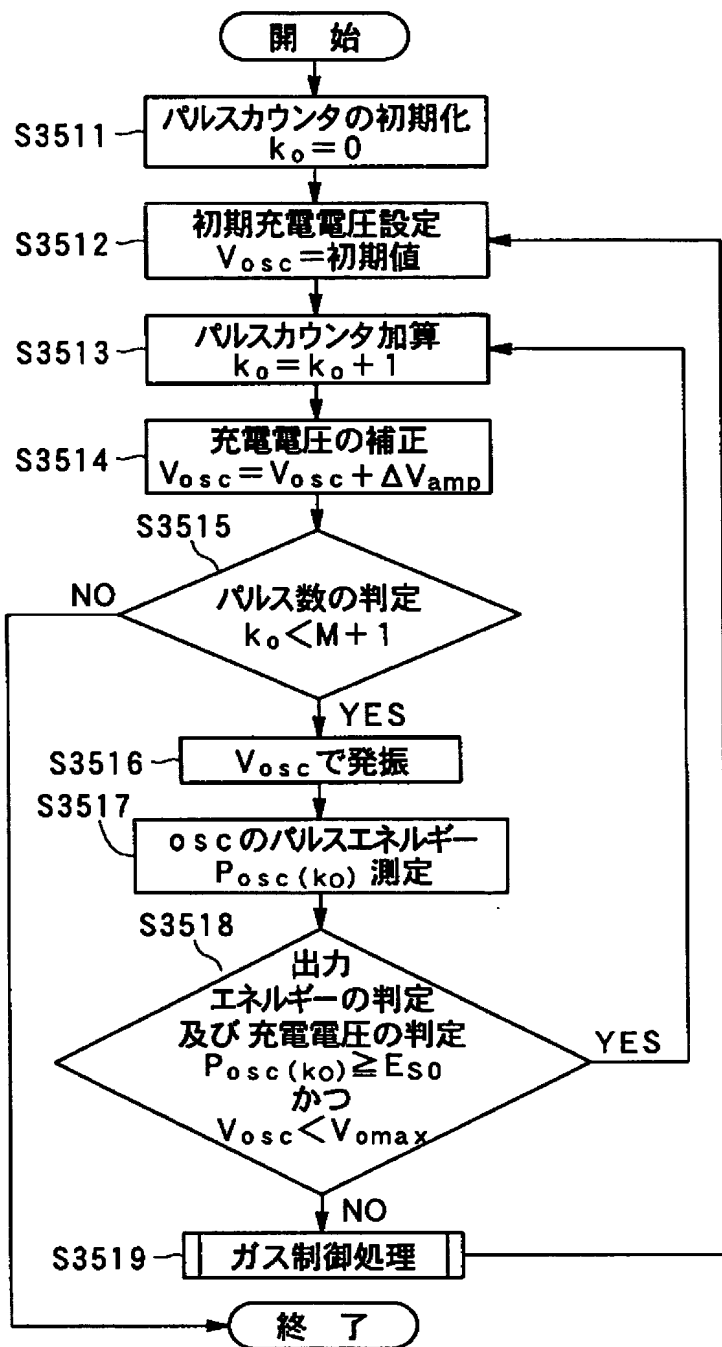 開 始
S3511
パルスカウンタの初期化
ko=0
S3512
初期充電電圧設定
Vosc=初期値
S3513
パルスカウンタ加算
ko=ko+1
S3514
充電電圧の補正
Vosc=Vosc+ΔVamp
S3515
NO
パルス数の判定
ko<M+1
YES
S3516
Voscで発振
S3517
oscのパルスエネルギー
Posc(ko) 測定
S3518
出力
エネルギーの判定
及び 充電電圧の判定
YES
Posc(ko)≧ESO
かつ
Vosc<Vomax
NO
S3519
ガス制御処理
終 了